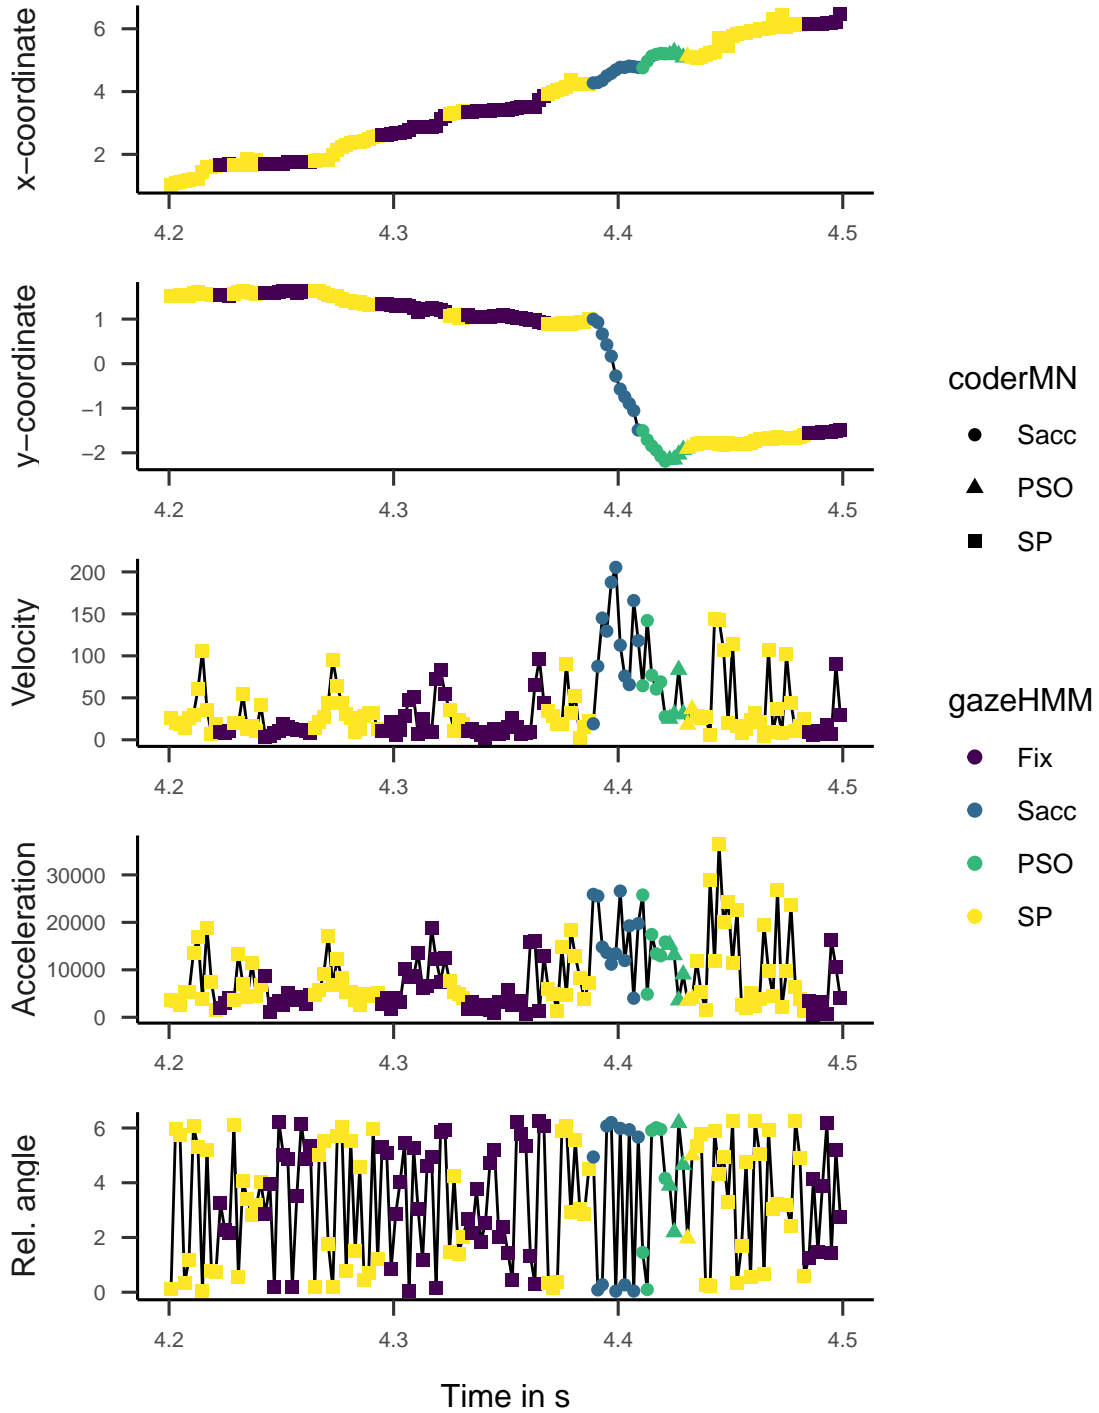 x−coordinate
6
4
2
4.2 4.3 4.4 4.5
y−coordinate
1
0
−1
−2
4.2 4.3 4.4 4.5
Velocity
200
150
100
50
0
4.2 4.3 4.4 4.5
Acceleration
30000
20000
10000
0
4.2 4.3 4.4 4.5
Rel. angle
6
4
2
0
4.2 4.3 4.4 4.5
Time in s
coderMN
Sacc
PSO
SP
gazeHMM
Fix
Sacc
PSO
SP